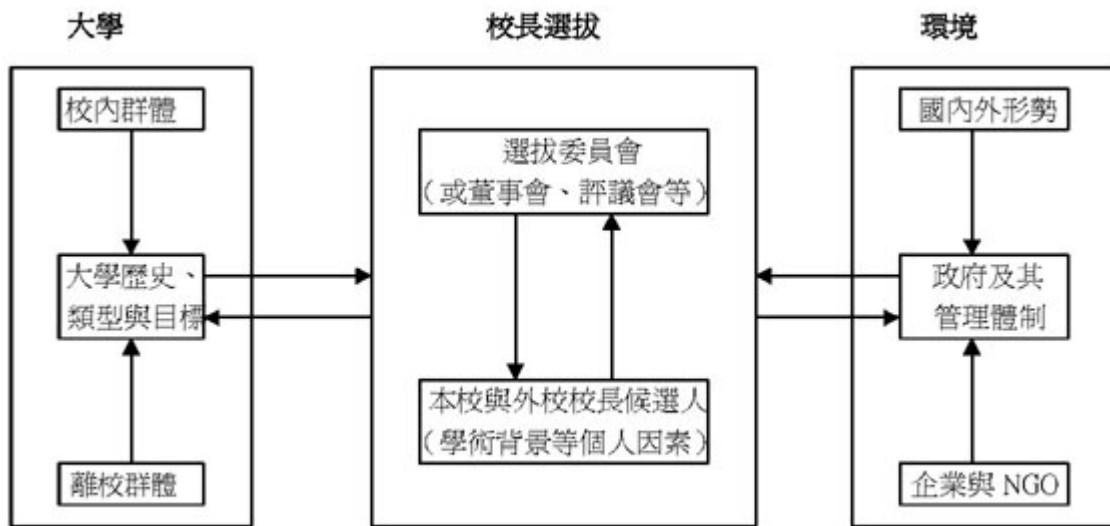 大學
校內群體
大學歷史、
類型與目標
離校群體
校長選拔
選拔委員會
（或董事會、評議會等）
本校與外校校長候選人
（學術背景等個人因素）
環境
國內外形勢
政府及其
管理體制
企業與 NGO